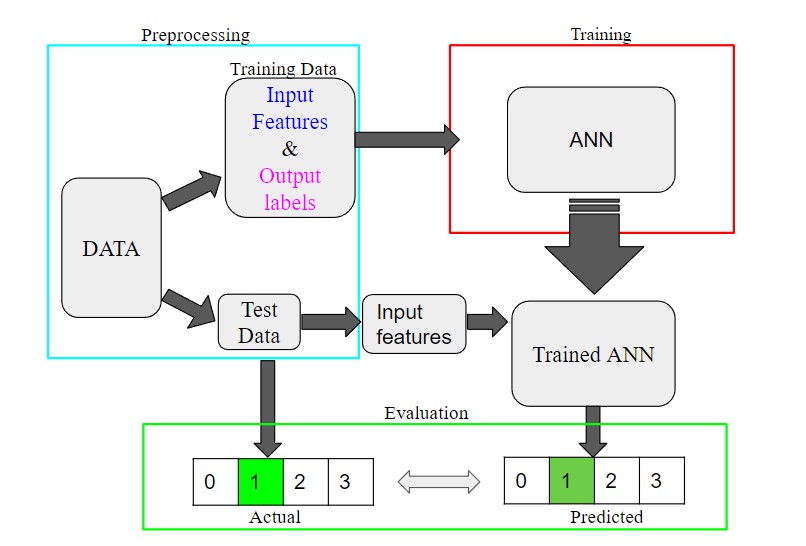 Preprocessing
Training
Training Data
Input
Features
&
Output
labels
ANN
DATA
Test
Data
Input
features
Trained ANN
Evaluation
0 1 2 3
Actual
0 1 2 3
Predicted